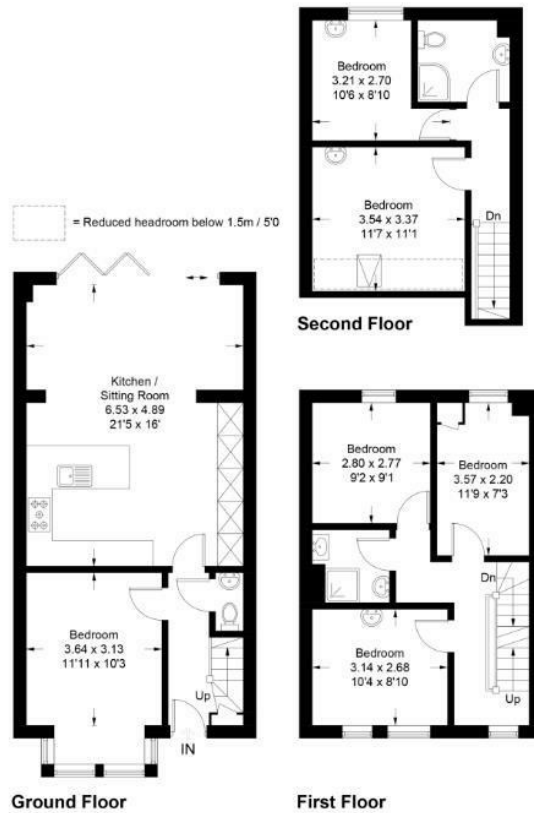 Bedroom
3.21 x 2.70
10'6 x 8'10
Bedroom
3.54 x 3.37
11'7 x 11'1
Dn
Second Floor
= Reduced headroom below 1.5m / 5'0
Kitchen /
Sitting Room
6.53 x 4.89
21'5 x 16'
Bedroom
3.64 x 3.13
11'11 x 10'3
Up
IN
Ground Floor
Bedroom
2.80 x 2.77
9'2 x 9'1
Bedroom
3.57 x 2.20
11'9 x 7'3
Dn
Bedroom
3.14 x 2.68
10'4 x 8'10
Up
First Floor